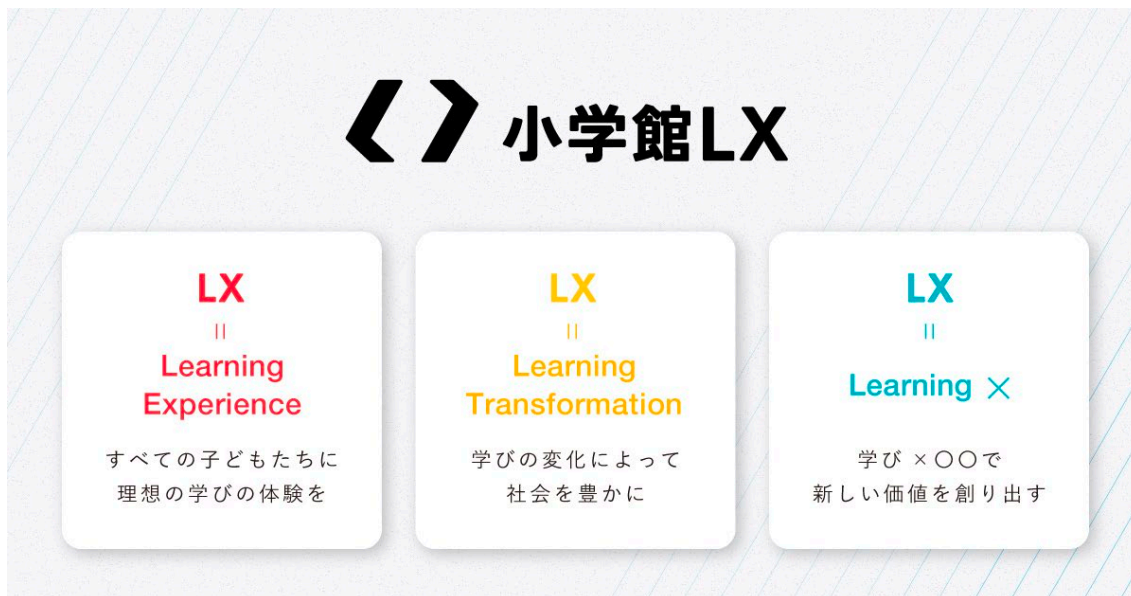 小学館LX
LX
=
Learning
Experience
すべての子どもたちに
理想の学びの体験を
LX
=
Learning
Transformation
学びの変化によって
社会を豊かに
LX
=
Learning ×
学び ×〇〇で
新しい価値を創り出す